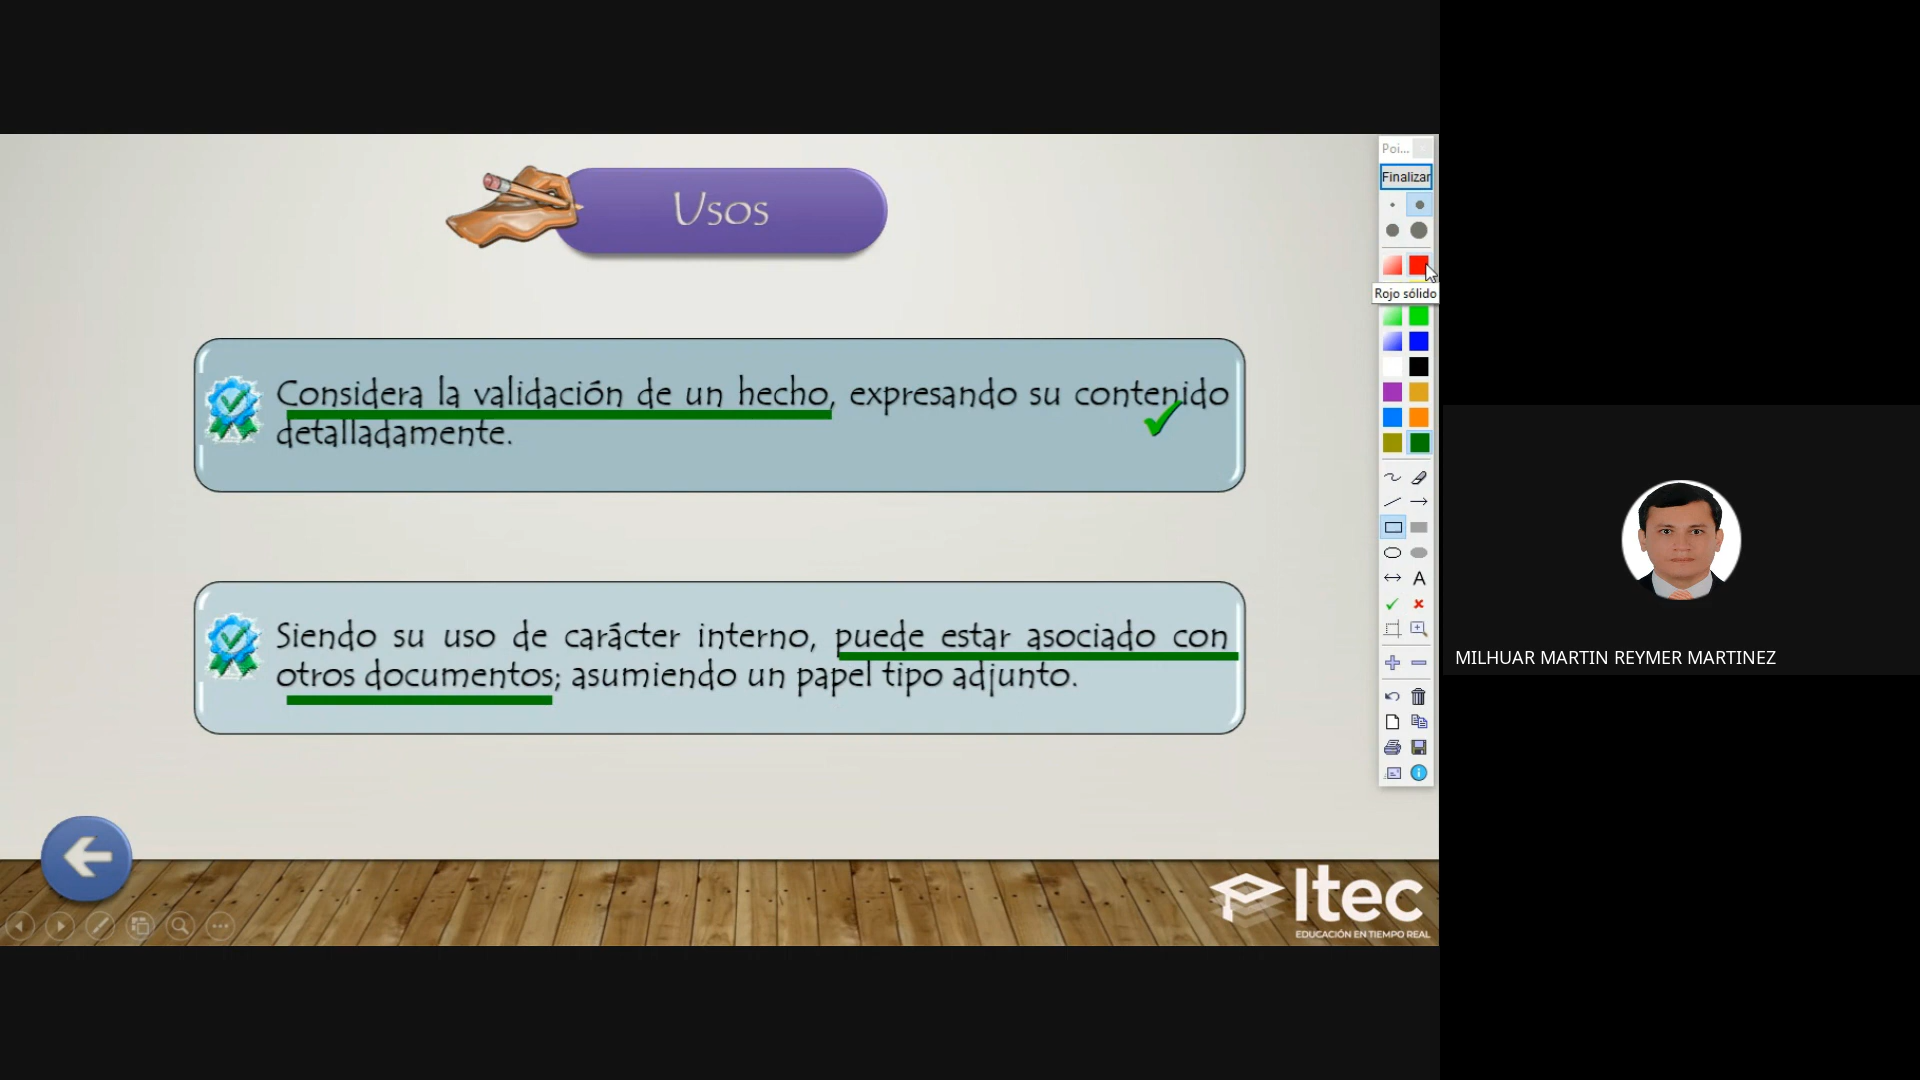 Usos
Considera la validación de un hecho, expresando su contenido
detalladamente.
Siendo su uso de carácter interno, puede estar asociado con
otros documentos; asumiendo un papel tipo adjunto.
Itec
EDUCACIÓN EN TIEMPO REAL
Poi...
Finalizar
Rojo sólido
A
MILHUAR MARTIN REYMER MARTINEZ